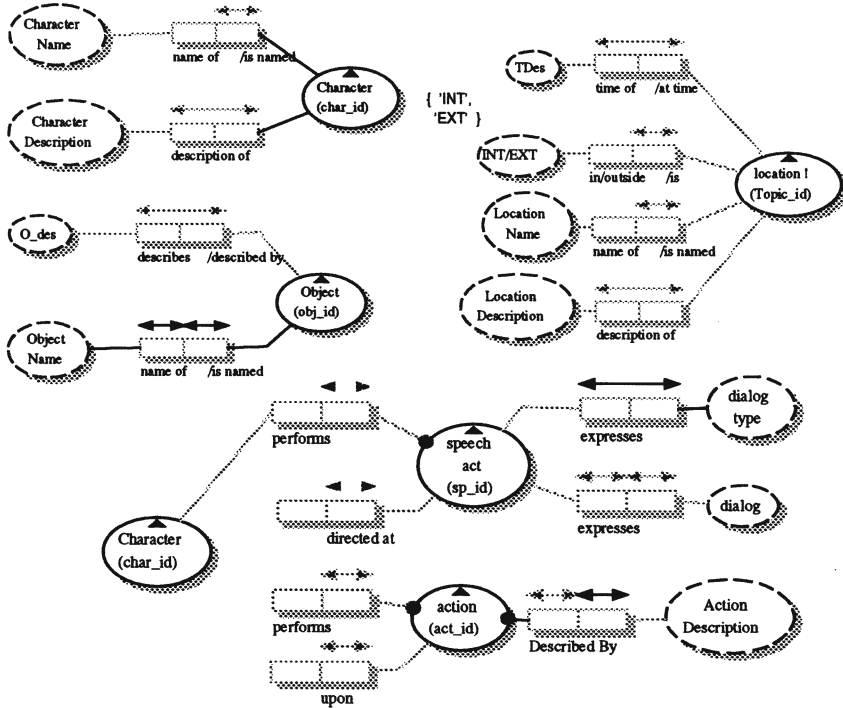 Character
Name
name of /is named
Character
(char_id)
Character
Description
description of
{ 'INT',
'EXT' }
TDes
time of /at time
INT/EXT
in/outside /is
location !
(Topic_id)
Location
Name
name of /is named
Location
Description
description of
O_des
describes /described by
Object
(obj_id)
Object
Name
name of /is named
performs
speech
act
(sp_id)
expresses
dialog
type
directed at
expresses
dialog
Character
(char_id)
performs
action
(act_id)
Described By
Action
Description
upon